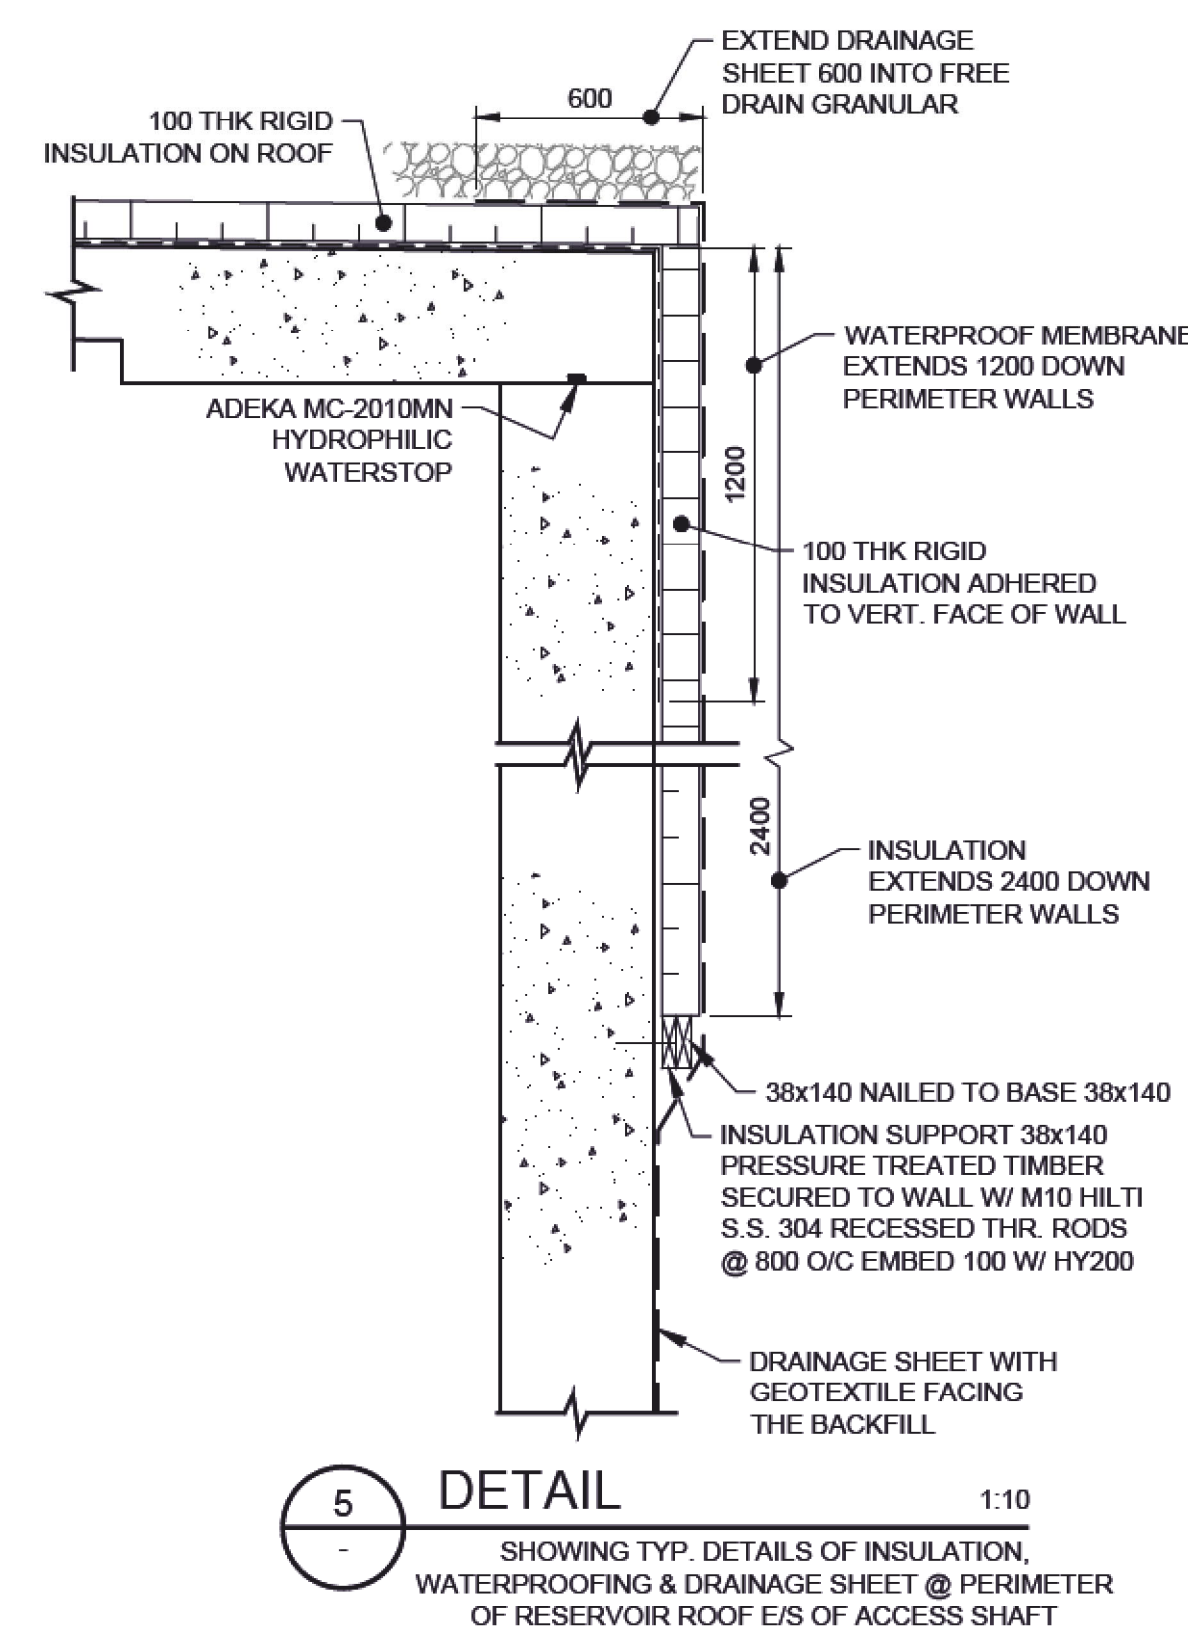 EXTEND DRAINAGE
SHEET 600 INTO FREE
DRAIN GRANULAR
600
100 THK RIGID
INSULATION ON ROOF
WATERPROOF MEMBRANE
EXTENDS 1200 DOWN
PERIMETER WALLS
ADEKA MC-2010MN
HYDROPHILIC
WATERSTOP
1200
100 THK RIGID
INSULATION ADHERED
TO VERT. FACE OF WALL
2400
INSULATION
EXTENDS 2400 DOWN
PERIMETER WALLS
38x140 NAILED TO BASE 38x140
INSULATION SUPPORT 38x140
PRESSURE TREATED TIMBER
SECURED TO WALL W/ M10 HILTI
S.S. 304 RECESSED THR. RODS
@ 800 O/C EMBED 100 W/ HY200
DRAINAGE SHEET WITH
GEOTEXTILE FACING
THE BACKFILL
5
-
DETAIL
1:10
SHOWING TYP. DETAILS OF INSULATION,
WATERPROOFING & DRAINAGE SHEET @ PERIMETER
OF RESERVOIR ROOF E/S OF ACCESS SHAFT